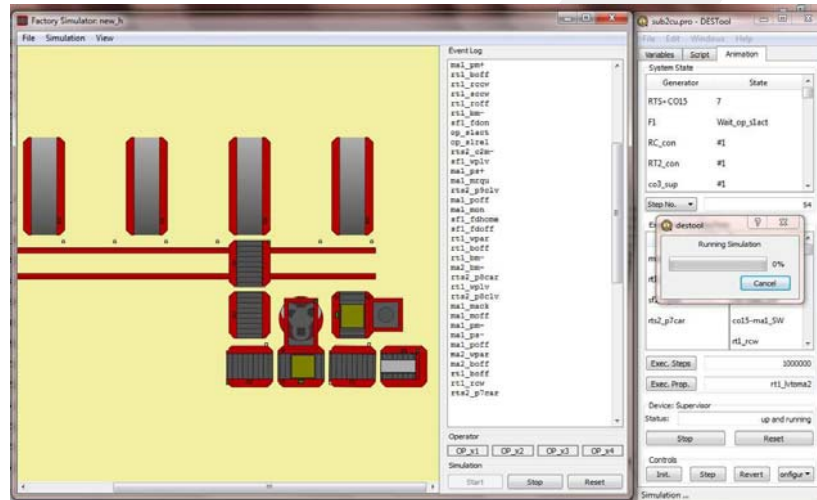 Factory Simulator: new_h
File Simulation View
Event Log
ma1_pm+
rt1_boff
rt1_rccw
rt1_sccw
rt1_roff
rt1_bm-
sf1_fdon
op_s1act
op_s1rel
rts2_c2m-
sf1_wplv
ma1_ps+
ma1_mrqu
rts2_p9clv
ma1_poff
ma1_mon
sf1_fdhome
sf1_fdoff
rt1_wpar
rt1_boff
rt1_bm-
ma2_bm-
rts2_p8car
rt1_wplv
rts2_p8clv
ma1_mack
ma1_moff
ma1_pm-
ma1_ps-
ma1_poff
ma2_wpar
ma2_boff
rt1_boff
rt1_rcw
rts2_p7car
Operator
OP_x1 OP_x2 OP_x3 OP_x4
Simulation
Start Stop Reset
sub2cu.pro - DESTool
File Edit Windows Help
Variables Script Animation
System State
Generator State
RTS-CO15 7
F1 Wait_op_s1act
RC_con #1
RT2_con #1
co3_sup #1
Step No. 54
destool
Running Simulation
0%
Cancel
rts2_p7car co15-ma1_SW
rt1_rcw
Exec. Steps 1000000
Exec. Prop. rt1_lvtoma2
Device: Supervisor
Status: up and running
Stop Reset
Controls
Init. Step Revert onfigur
Simulation ...